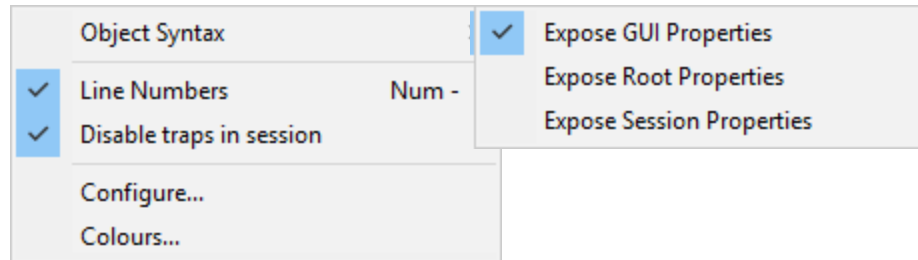 Object Syntax
Line Numbers Num -
Disable traps in session
Configure...
Colours...
Expose GUI Properties
Expose Root Properties
Expose Session Properties